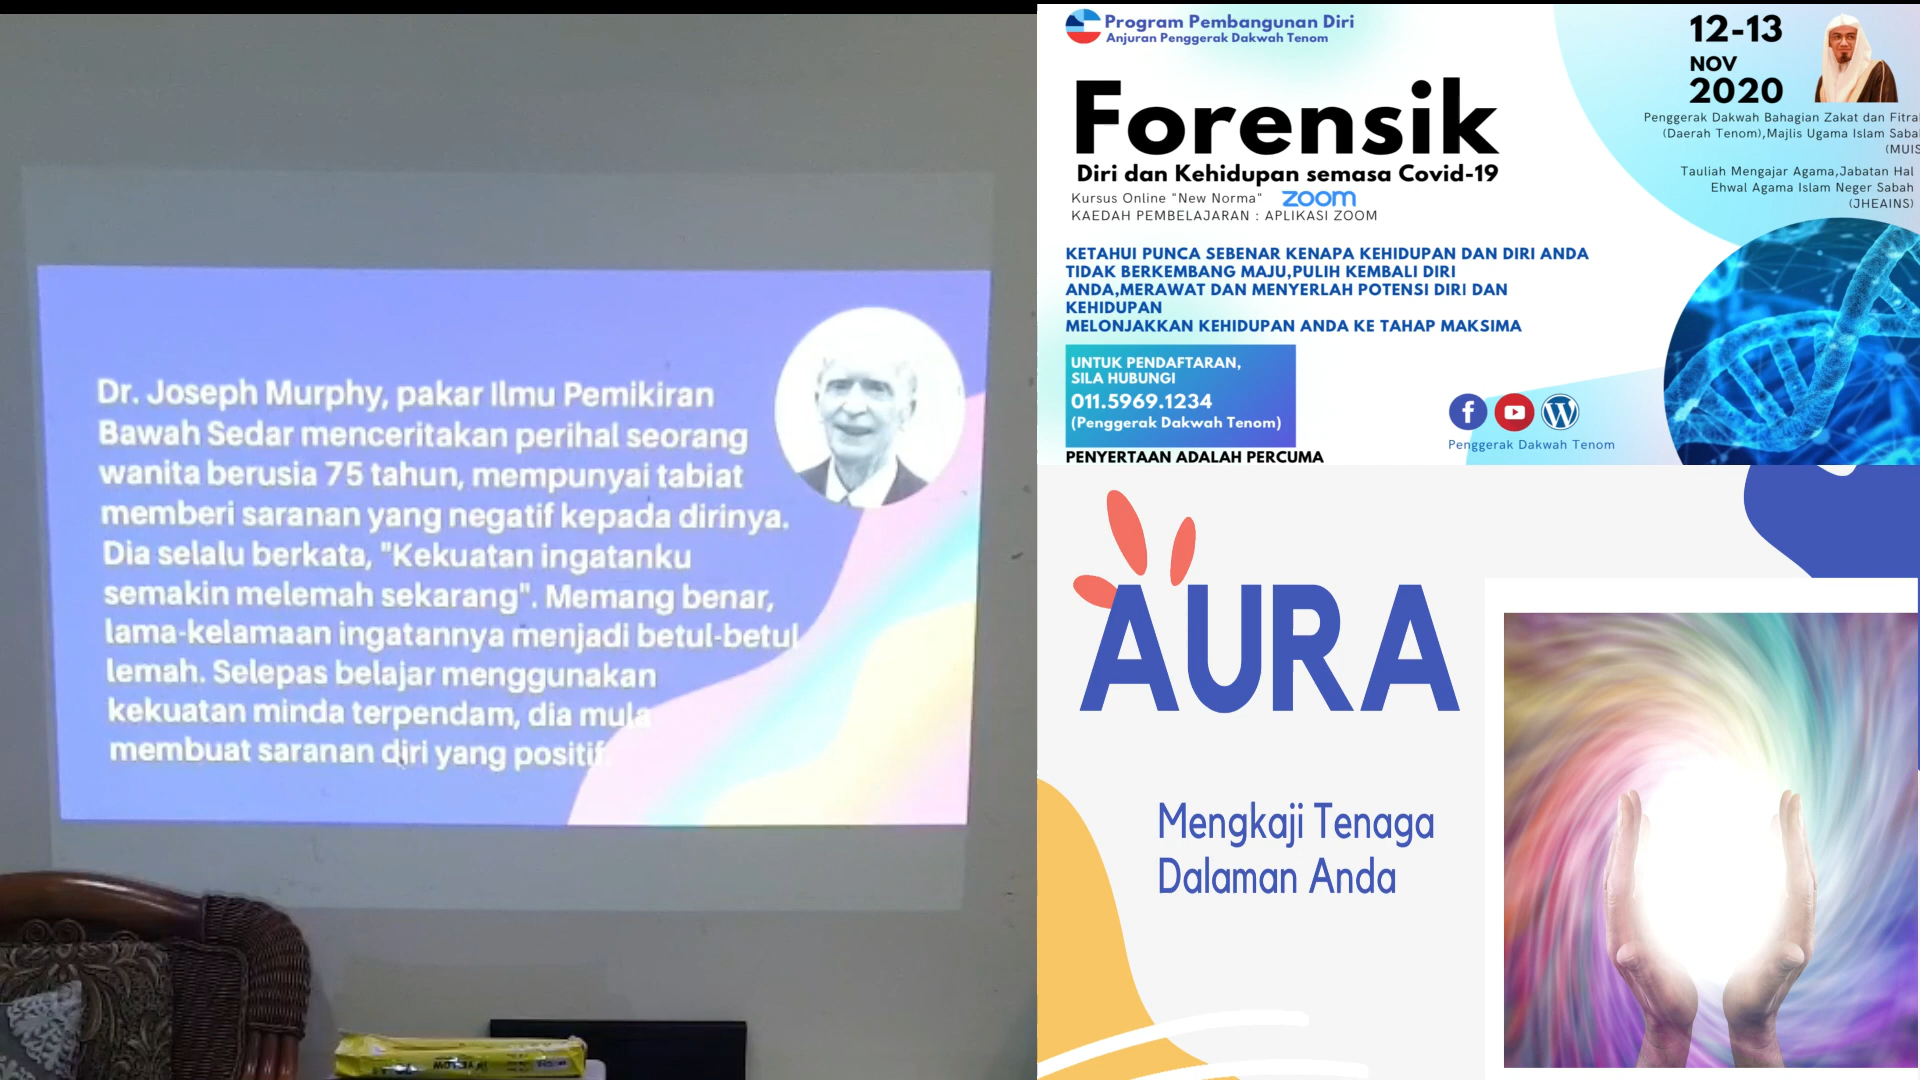 Dr. Joseph Murphy, pakar Ilmu Pemikiran
Bawah Sedar menceritakan perihal seorang
wanita berusia 75 tahun, mempunyai tabiat
memberi saranan yang negatif kepada dirinya.
Dia selalu berkata, "Kekuatan ingatanku
semakin melemah sekarang". Memang benar,
lama-kelamaan ingatannya menjadi betul-betul
lemah. Selepas belajar menggunakan
kekuatan minda terpendam, dia mula
membuat saranan diri yang positif.
Program Pembangunan Diri
Anjuran Penggerak Dakwah Tenom
Forensik
Diri dan Kehidupan semasa Covid-19
Kursus Online "New Norma" zoom
KAEDAH PEMBELAJARAN : APLIKASI ZOOM
KETAHUI PUNCA SEBENAR KENAPA KEHIDUPAN DAN DIRI ANDA
TIDAK BERKEMBANG MAJU,PULIH KEMBALI DIRI
ANDA,MERAWAT DAN MENYERLAH POTENSI DIRI DAN
KEHIDUPAN
MELONJAKKAN KEHIDUPAN ANDA KE TAHAP MAKSIMA
UNTUK PENDAFTARAN,
SILA HUBUNGI
011.5969.1234
(Penggerak Dakwah Tenom)
PENYERTAAN ADALAH PERCUMA
12-13
NOV
2020
Penggerak Dakwah Bahagian Zakat dan Fitra
(Daerah Tenom),Majlis Ugama Islam Saba
(MUIS
Tauliah Mengajar Agama,Jabatan Hal
Ehwal Agama Islam Neger Sabah
(JHEAINS)
Penggerak Dakwah Tenom
AURA
Mengkaji Tenaga
Dalaman Anda